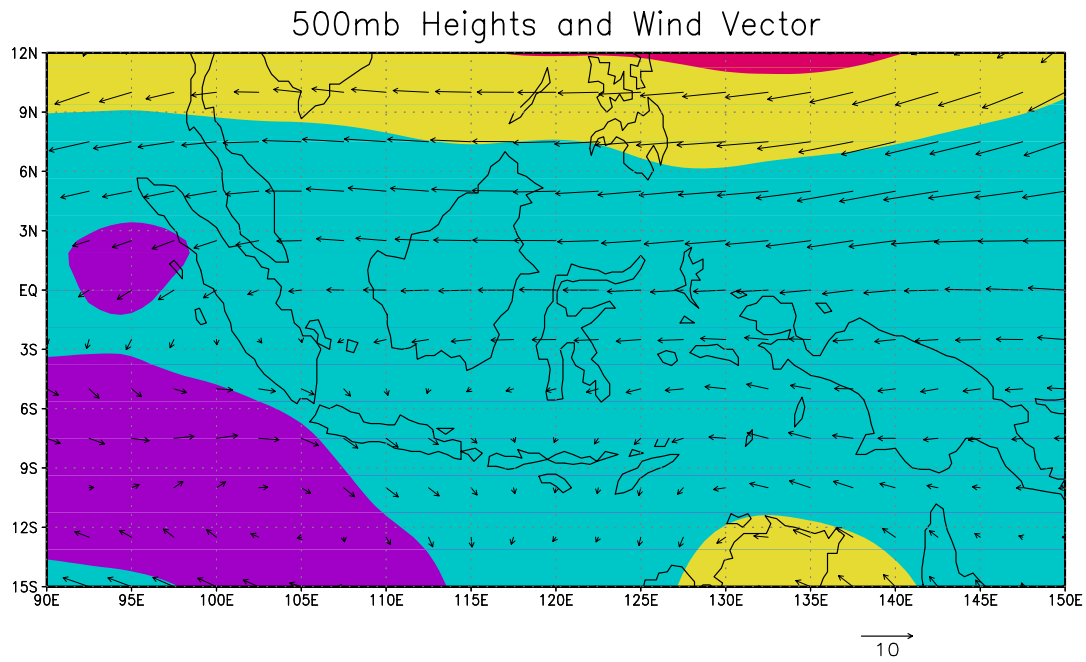 500mb Heights and Wind Vector
12N
9N
6N
3N
EQ
3S
6S
9S
12S
15S
90E 95E 100E 105E 110E 115E 120E 125E 130E 135E 140E 145E 150E
10